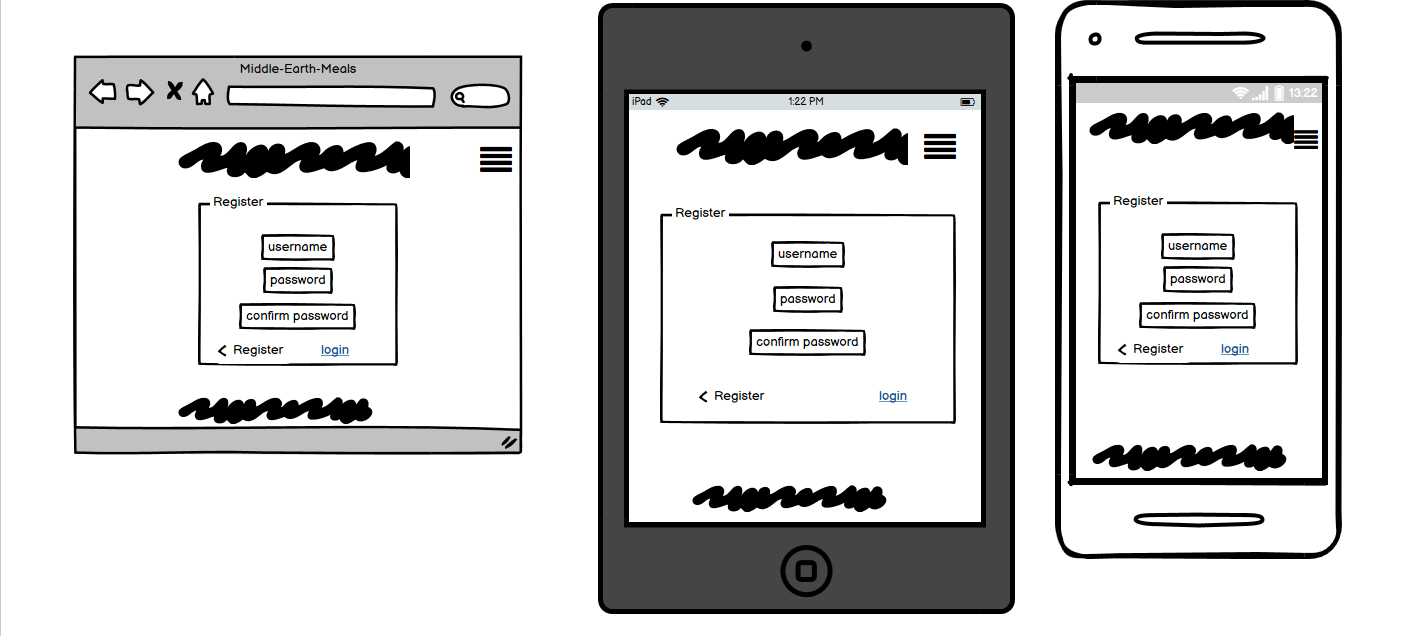 Middle-Earth-Meals
Register
username
password
confirm password
Register login
iPad 1:22 PM
Register
username
password
confirm password
Register login
13:22
Register
username
password
confirm password
Register login